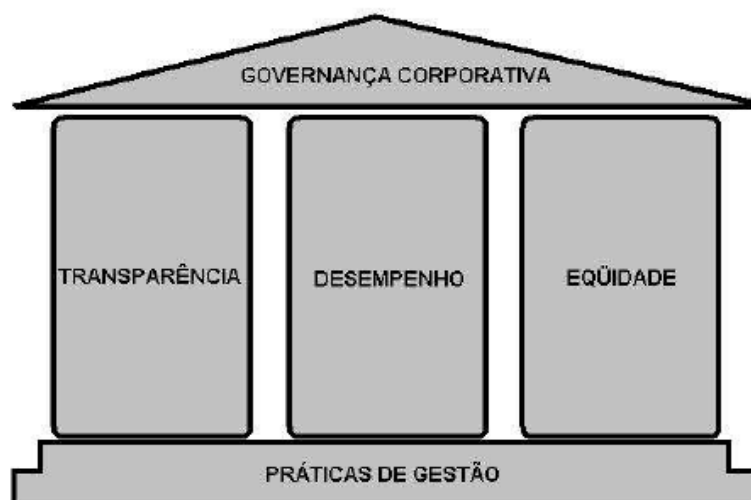 GOVERNANÇA CORPORATIVA
TRANSPARÊNCIA
DESEMPENHO
EQÜIDADE
PRÁTICAS DE GESTÃO